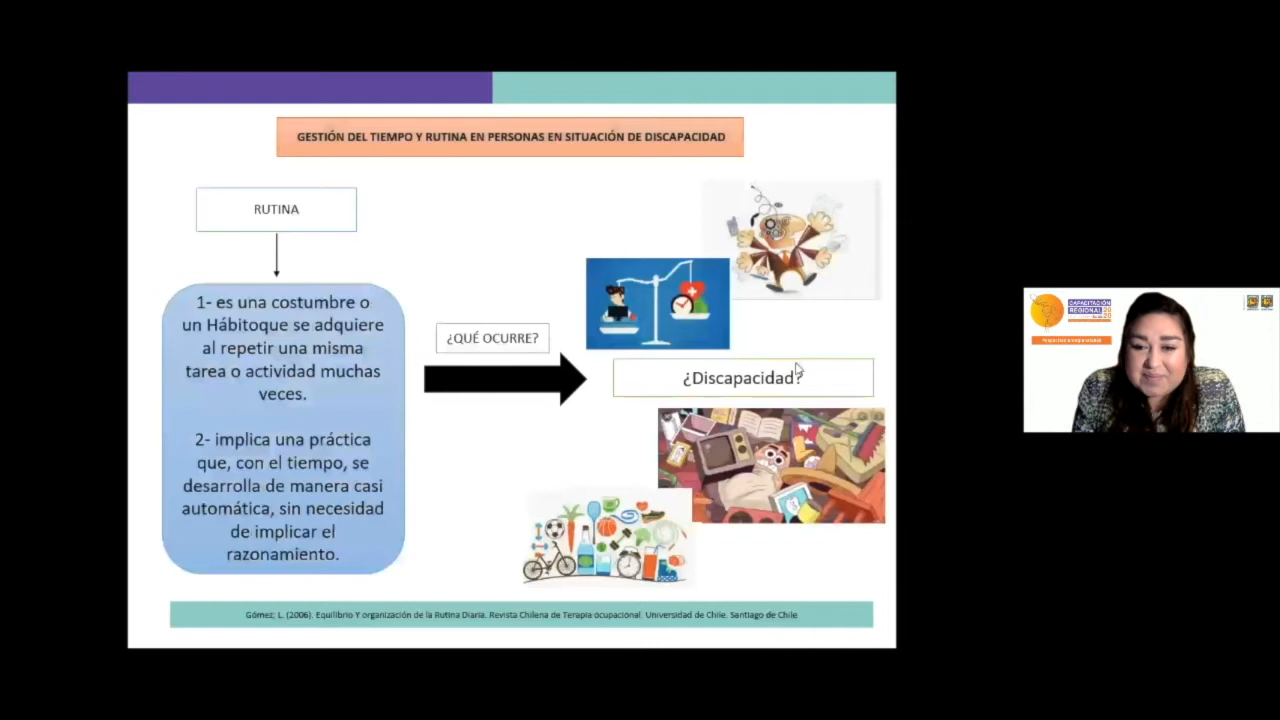 GESTIÓN DEL TIEMPO Y RUTINA EN PERSONAS EN SITUACIÓN DE DISCAPACIDAD
RUTINA
1- es una costumbre o
un Hábitoque se adquiere
al repetir una misma
tarea o actividad muchas
veces.
2- implica una práctica
que, con el tiempo, se
desarrolla de manera casi
automática, sin necesidad
de implicar el
razonamiento.
¿QUÉ OCURRE?
¿Discapacidad?
Gómez; L. (2006). Equilibrio Y organización de la Rutina Diaria. Revista Chilena de Terapia ocupacional. Universidad de Chile. Santiago de Chile
CAPACITACIÓN
REGIONAL